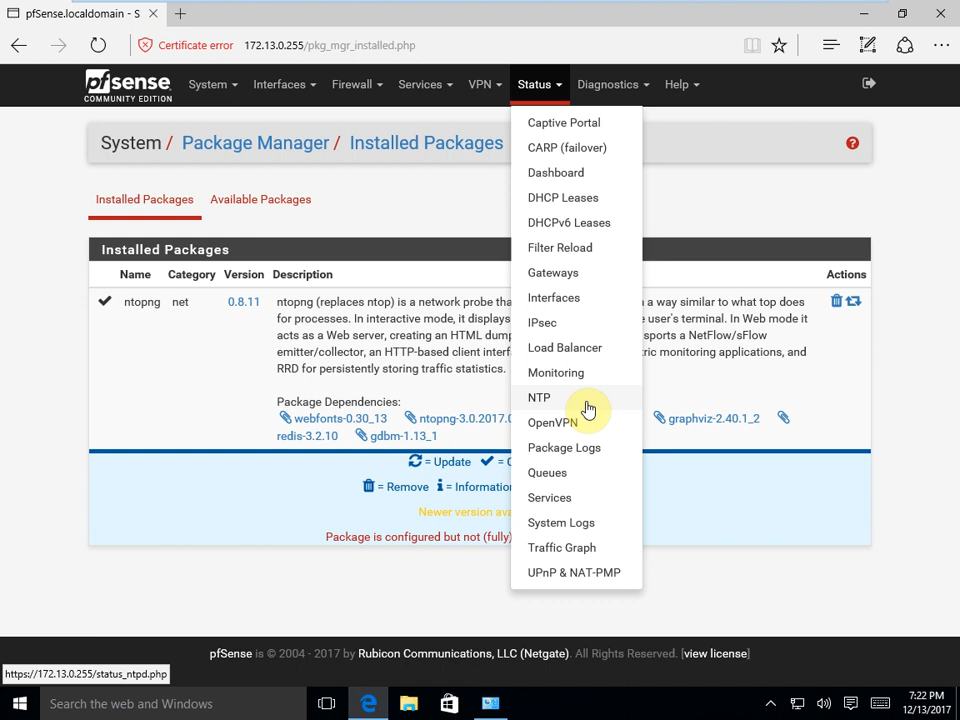 pfSense.localdomain - S
Certificate error
172.13.0.255/pkg_mgr_installed.php
pfsense
COMMUNITY EDITION
System
Interfaces
Firewall
Services
VPN
Status
Diagnostics
Help
System / Package Manager / Installed Packages
Captive Portal
CARP (failover)
Dashboard
DHCP Leases
DHCPv6 Leases
Filter Reload
Gateways
Interfaces
IPsec
Load Balancer
Monitoring
NTP
OpenVPN
Package Logs
Queues
Services
System Logs
Traffic Graph
UPnP & NAT-PMP
Installed Packages
Available Packages
Installed Packages
Name Category Version Description Actions
ntopng net 0.8.11 ntopng (replaces ntop) is a network probe that a way similar to what top does
for processes. In interactive mode, it displays user's terminal. In Web mode it
acts as a Web server, creating an HTML dump sports a NetFlow/sFlow
emitter/collector, an HTTP-based client interf ric monitoring applications, and
RRD for persistently storing traffic statistics.
Package Dependencies:
webfonts-0.30_13 ntopng-3.0.2017.0 graphviz-2.40.1_2
redis-3.2.10 gdbm-1.13_1
= Update = C
= Remove = Information
Newer version ava
Package is configured but not (fully)
pfSense is © 2004 - 2017 by Rubicon Communications, LLC (Netgate). All Rights Reserved. [view license]
https://172.13.0.255/status_ntpd.php
Search the web and Windows
7:22 PM
12/13/2017